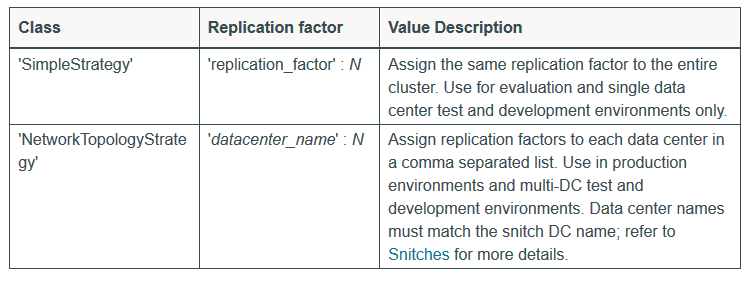 Class Replication factor Value Description
'SimpleStrategy' 'replication_factor' : N Assign the same replication factor to the entire
cluster. Use for evaluation and single data
center test and development environments only.
'NetworkTopologyStrate 'datacenter_name' : N Assign replication factors to each data center in
gy' a comma separated list. Use in production
environments and multi-DC test and
development environments. Data center names
must match the snitch DC name; refer to
Snitches for more details.